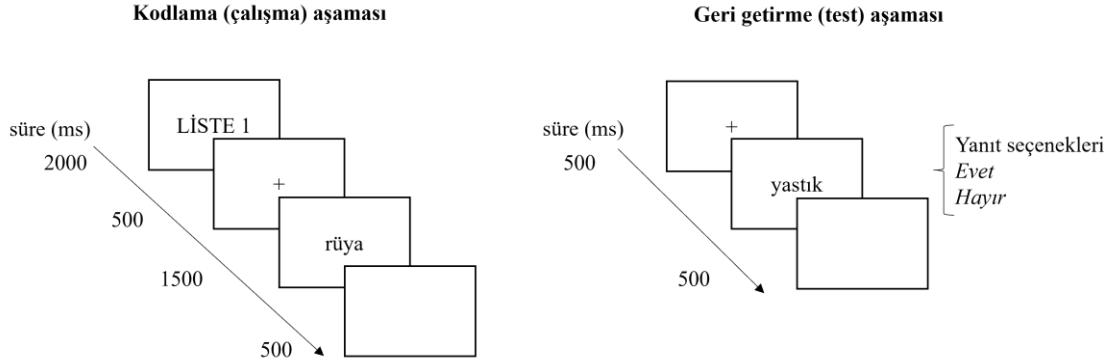 Kodlama (çalışma) aşaması
LİSTE 1
süre (ms)
2000
+
500
rüya
1500
500
Geri getirme (test) aşaması
süre (ms)
500
+
yastık
500
Yanıt seçenekleri
Evet
Hayır